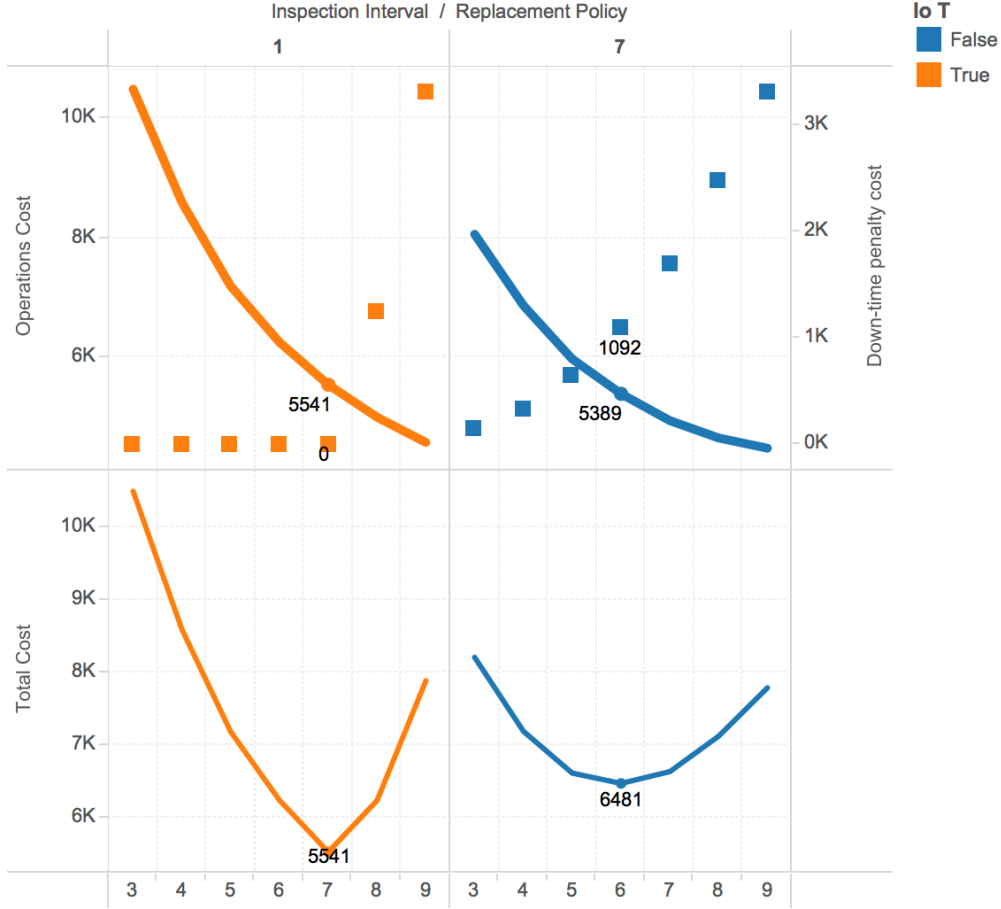 Inspection Interval / Replacement Policy
Io T
False
True
1
7
10K
8K
6K
Operations Cost
3K
2K
1K
0K
Down-time penalty cost
5541
0
1092
5389
10K
9K
8K
7K
6K
Total Cost
5541
6481
3 4 5 6 7 8 9 3 4 5 6 7 8 9